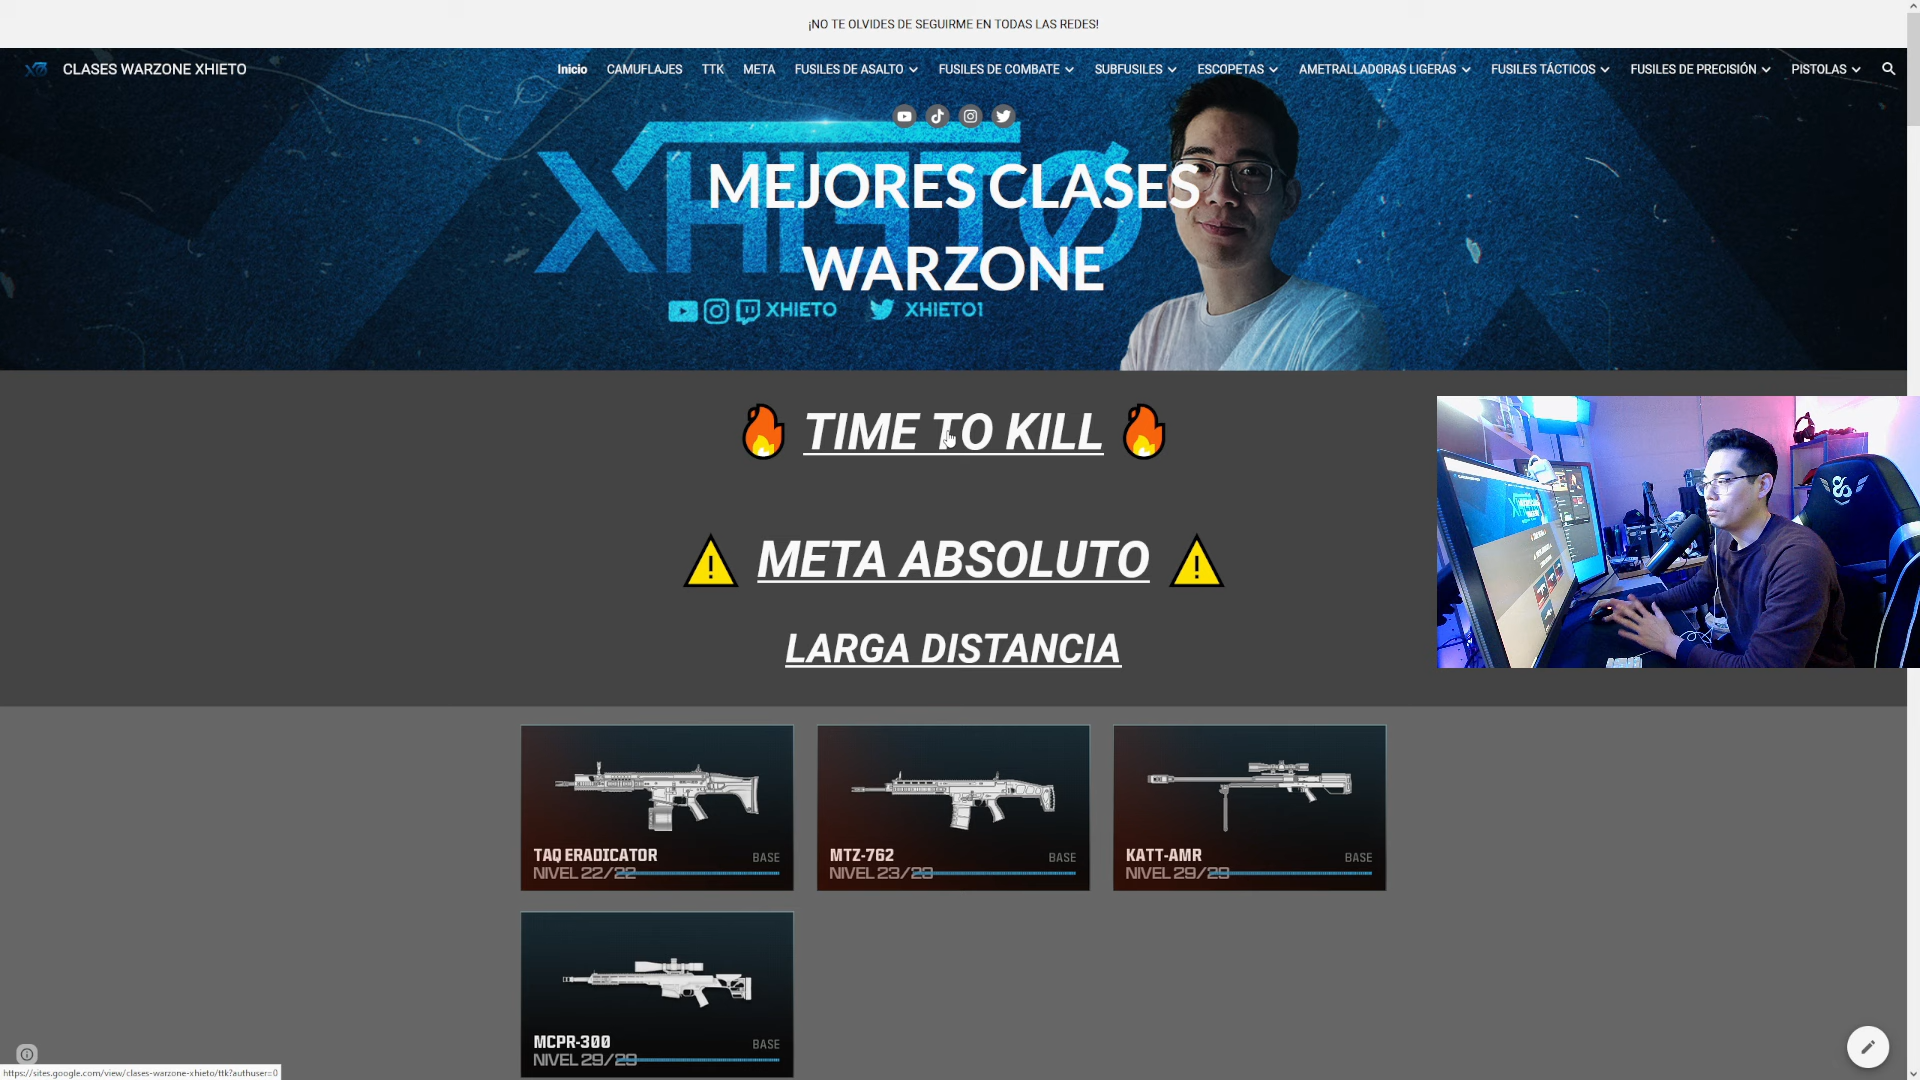 ¡NO TE OLVIDES DE SEGUIRME EN TODAS LAS REDES!
CLASES WARZONE XHIETO
Inicio CAMUFLAJES TTK META FUSILES DE ASALTO FUSILES DE COMBATE SUBFUSILES ESCOPETAS AMETRALLADORAS LIGERAS FUSILES TÁCTICOS FUSILES DE PRECISIÓN PISTOLAS
XHIETØ
MEJORES CLASES
WARZONE
XHIETO XHIETO1
TIME TO KILL
META ABSOLUTO
LARGA DISTANCIA
TAQ ERADICATOR BASE
NIVEL 22/22
MTZ-762 BASE
NIVEL 23/28
KATT-AMR BASE
NIVEL 29/29
MCPR-300 BASE
NIVEL 29/29
https://sites.google.com/view/clases-warzone-xhieto/ttk?authuser=0